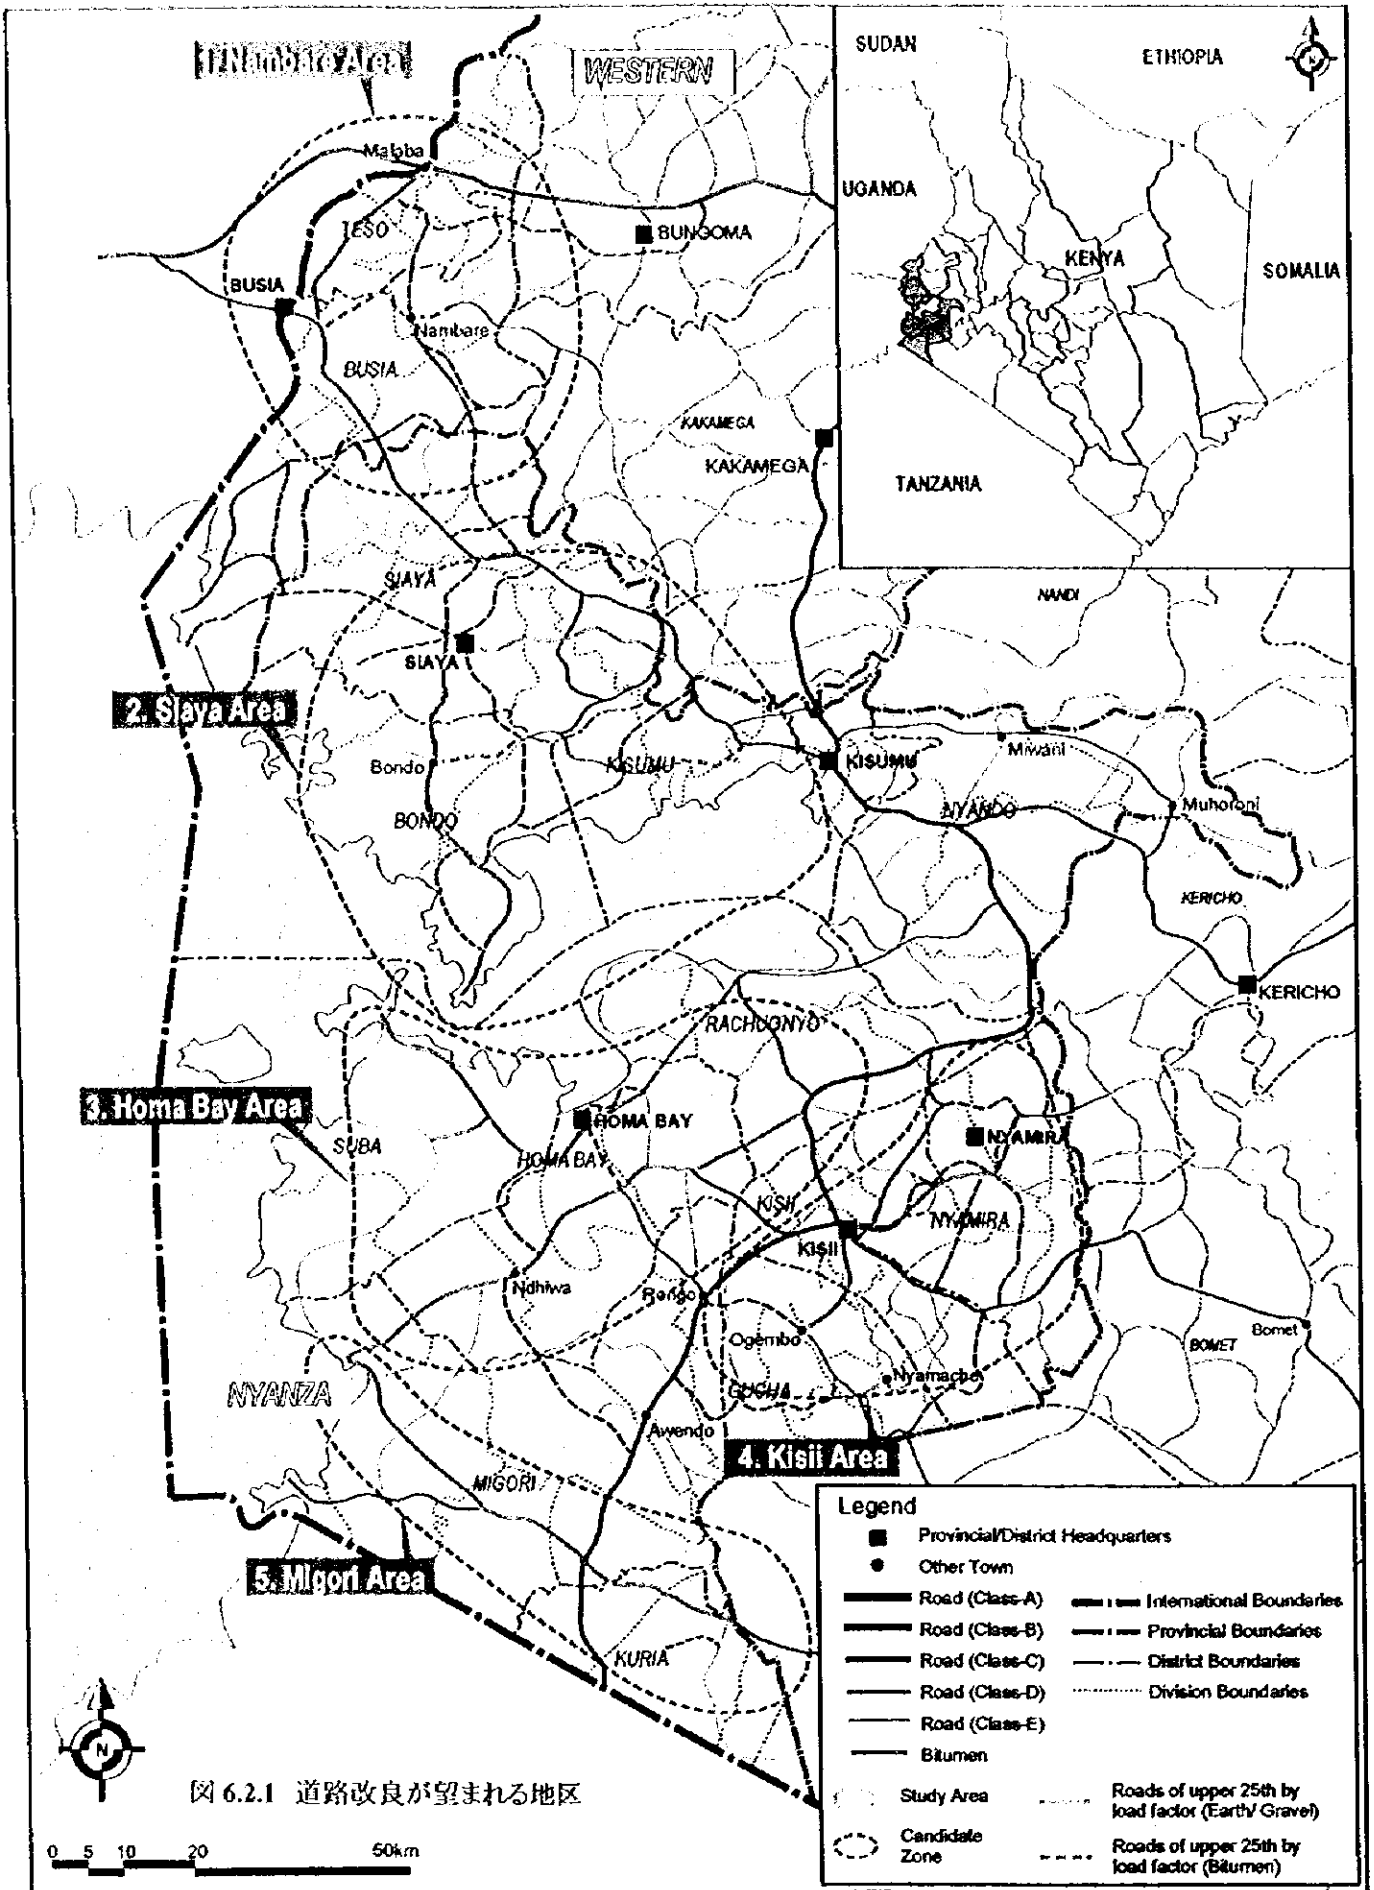 1. Nambare Area
WESTERN
SUDAN
ETHIOPIA
N
UGANDA
KENYA
SOMALIA
TANZANIA
Malaba
TESO
BUNGOMA
BUSIA
Nambare
BUSIA
KAKAMEGA
KAKAMEGA
SIAYA
NANDI
SIAYA
2. Siaya Area
Bondo
KISUMU
KISUMU
Miwani
BONDO
NYANDO
Muhoroni
KERICHO
KERICHO
RACHUONYO
3. Homa Bay Area
HOMA BAY
NYAMIRA
SUBA
HOMA BAY
KISII
NYAMIRA
KISII
Ndhiwa
Rongo
Ogembo
Bomet
BOMET
NYANZA
GUCHA
Nyamache
Awendo
4. Kisii Area
MIGORI
5. Migori Area
KURIA
Legend
Provincial/District Headquarters
Other Town
Road (Class-A)
International Boundaries
Road (Class-B)
Provincial Boundaries
Road (Class-C)
District Boundaries
Road (Class-D)
Division Boundaries
Road (Class-E)
Bitumen
Study Area
Roads of upper 25th by
load factor (Earth/ Gravel)
Candidate
Zone
Roads of upper 25th by
load factor (Bitumen)
N
図 6.2.1 道路改良が望まれる地区
0 5 10 20 50km